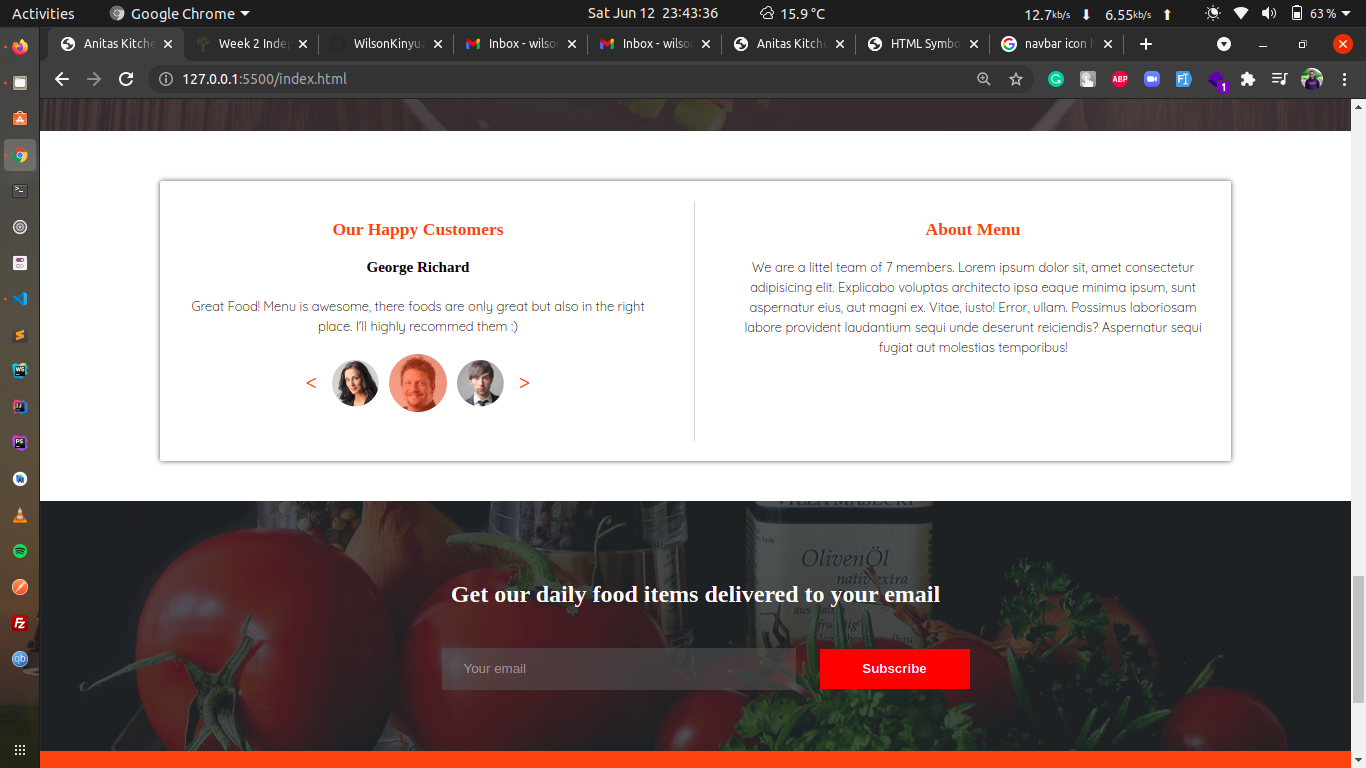 Activities
Google Chrome
Sat Jun 12 23:43:36
15.9 °C
12.7kb/s
6.55kb/s
63 %
Anitas Kitche
Week 2 Inde
WilsonKinyua
Inbox - wilso
Inbox - wilso
Anitas Kitche
HTML Symbo
navbar icon h
127.0.0.1:5500/index.html
ABP
1
Our Happy Customers
George Richard
Great Food! Menu is awesome, there foods are only great but also in the right
place. I'll highly recommed them :)
<
>
About Menu
We are a littel team of 7 members. Lorem ipsum dolor sit, amet consectetur
adipisicing elit. Explicabo voluptas architecto ipsa eaque minima ipsum, sunt
aspernatur eius, aut magni ex. Vitae, iusto! Error, ullam. Possimus laboriosam
labore provident laudantium sequi unde deserunt reiciendis? Aspernatur sequi
fugiat aut molestias temporibus!
OlivenÖl
nativ extra
Get our daily food items delivered to your email
Your email
Subscribe